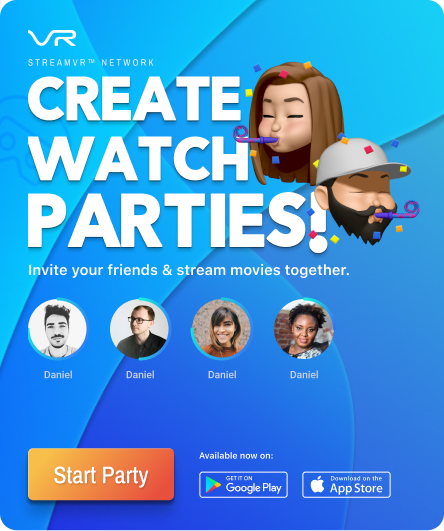 VR
STREAMVR™ NETWORK
CREATE
WATCH
PARTIES!
Invite your friends & stream movies together.
Daniel Daniel Daniel Daniel
Start Party
Available now on:
GET IT ON
Google Play
Download on the
App Store